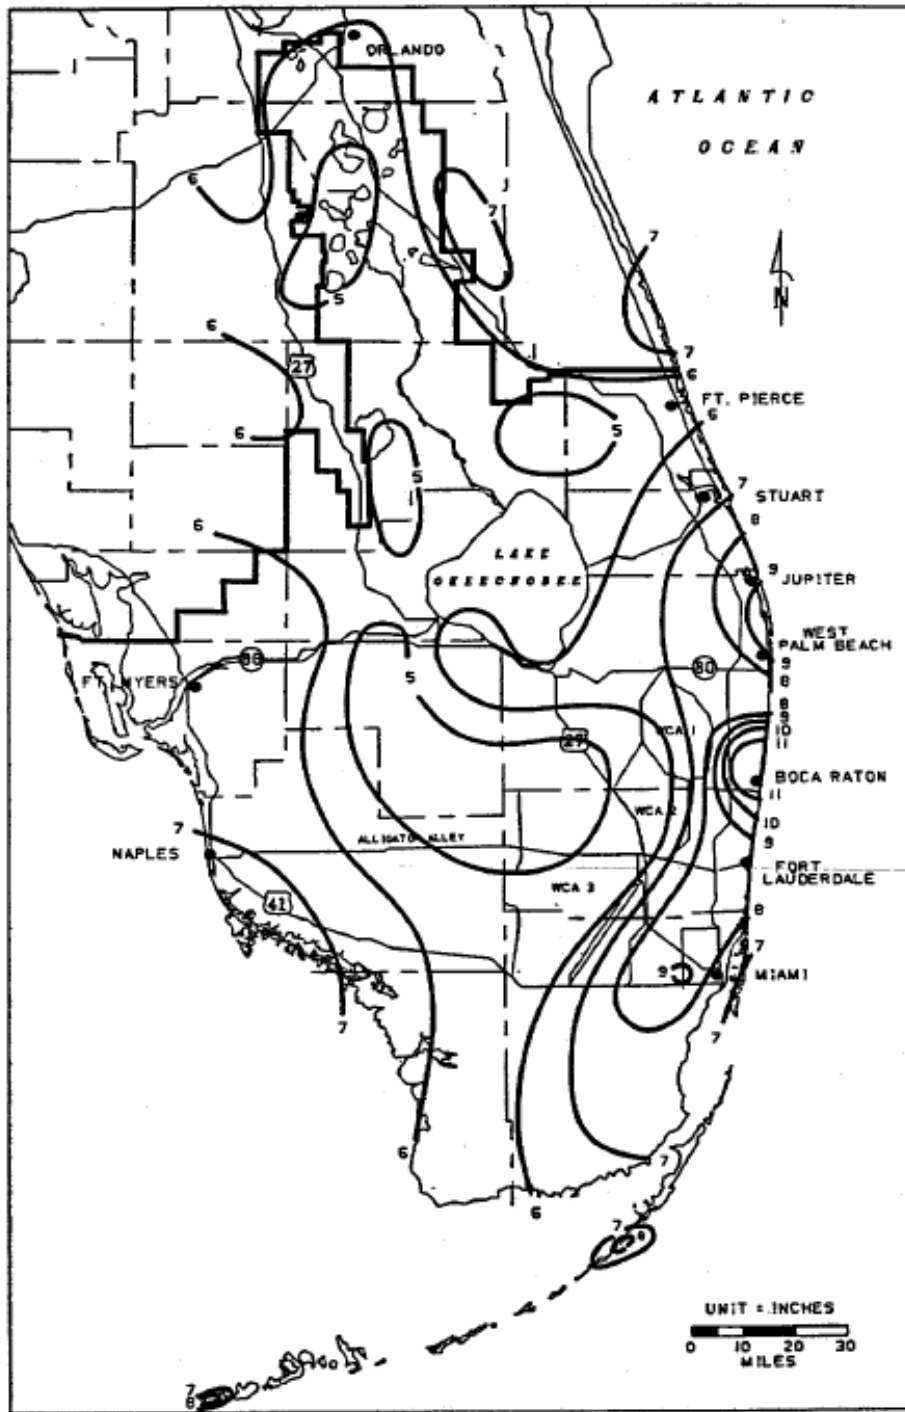 ORLANDO
ATLANTIC
OCEAN
6
7
7
5
N
6
7
27
6
FT. PIERCE
6
6
5
5
7
STUART
8
6
LAKE
OKEECHOBEE
9
JUPITER
WEST
PALM BEACH
80
80
9
8
FT. MYERS
5
8
9
10
11
WCA 1
27
BOCA RATON
11
WCA 2
10
7
ALLIGATOR ALLEY
9
NAPLES
FORT
LAUDERDALE
WCA 3
41
8
7
9
MIAMI
7
7
6
7
6
7
UNIT = INCHES
0 10 20 30
MILES
7
8